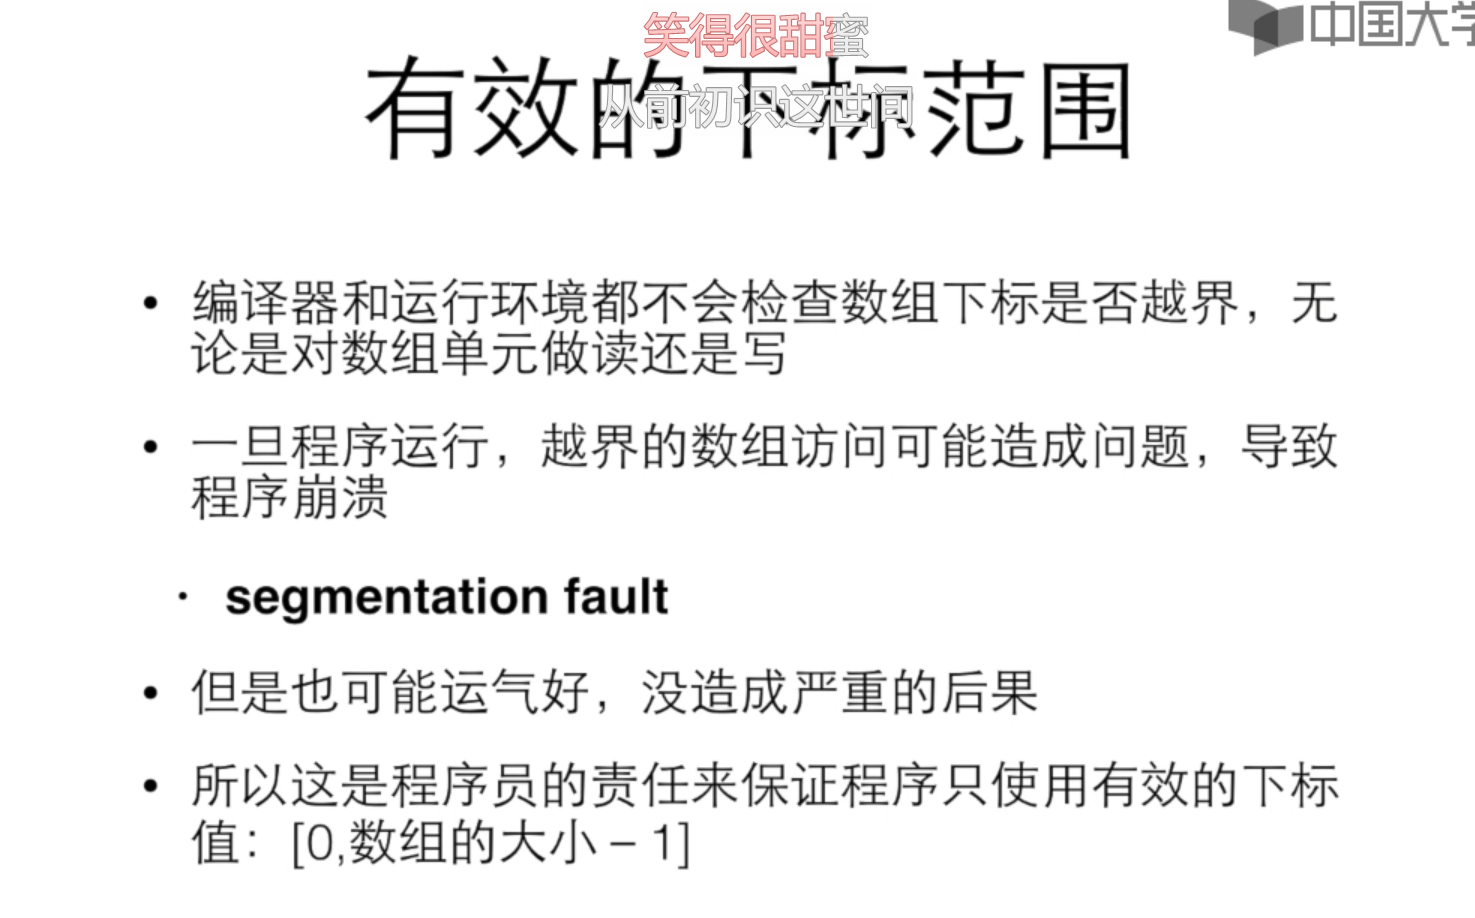 笑得很甜蜜
中国大学
从前初识这世间
有效的下标范围
• 编译器和运行环境都不会检查数组下标是否越界，无
论是对数组单元做读还是写
• 一旦程序运行，越界的数组访问可能造成问题，导致
程序崩溃
• segmentation fault
• 但是也可能运气好，没造成严重的后果
• 所以这是程序员的责任来保证程序只使用有效的下标
值：[0,数组的大小－1]